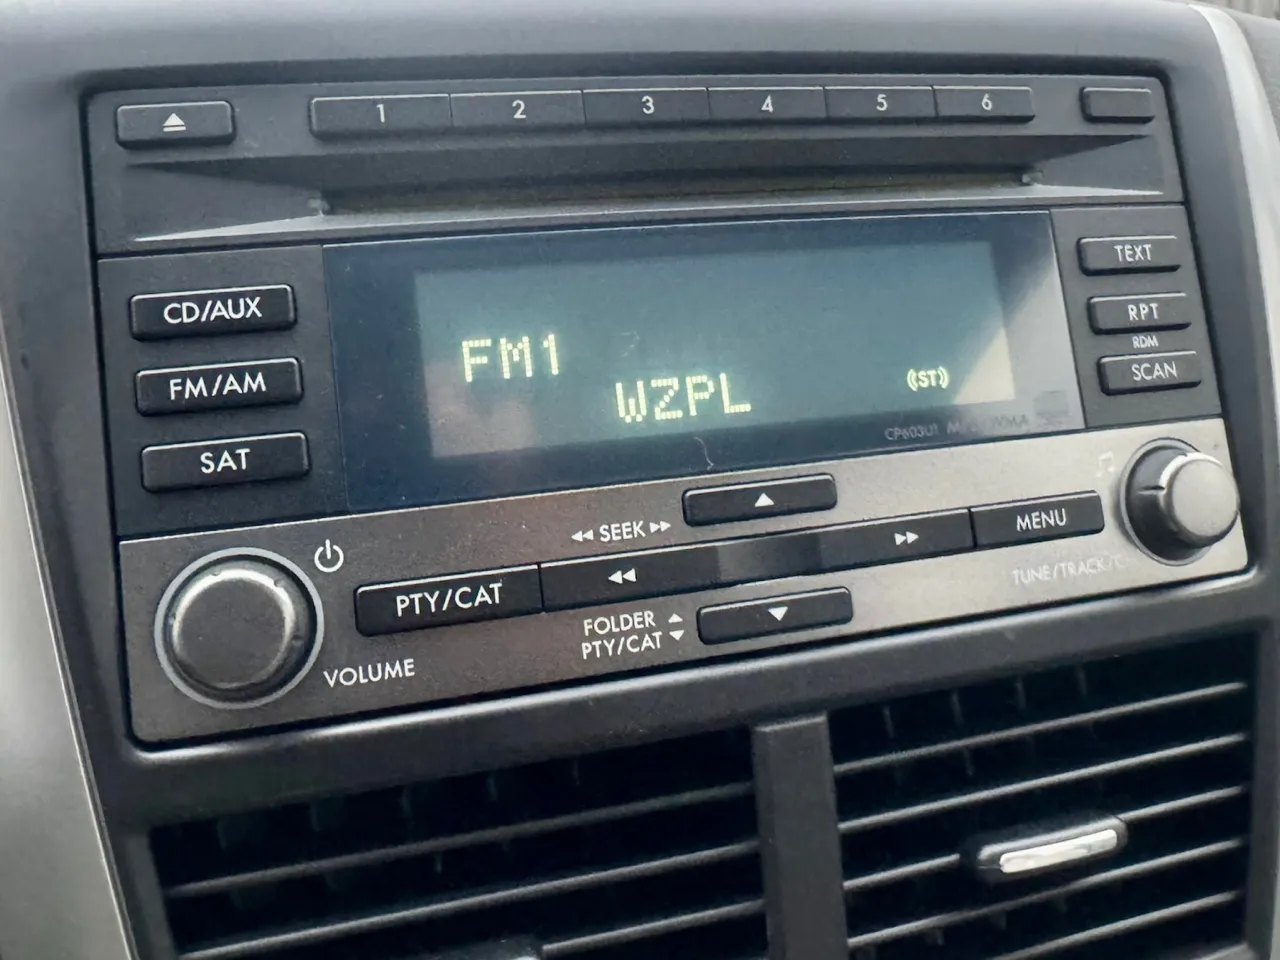 1 2 3 4 5 6
TEXT
CD/AUX
RPT
FM1
RDM
FM/AM
WZPL
(ST)
SCAN
CP603U1
SAT
SEEK
MENU
PTY/CAT
TUNE/TRACK/C
FOLDER
PTY/CAT
VOLUME